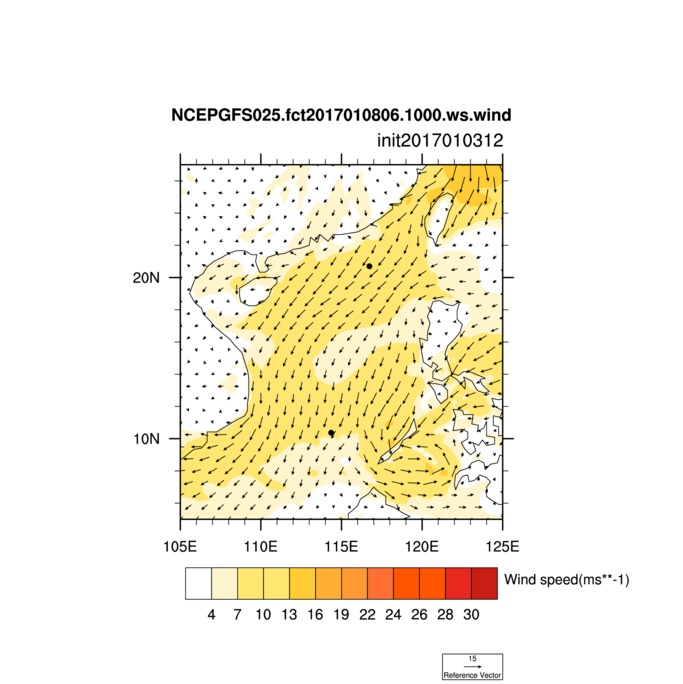 NCEPGFS025.fct2017010806.1000.ws.wind
init2017010312
20N
10N
105E 110E 115E 120E 125E
Wind speed(ms**-1)
4 7 10 13 16 19 22 24 26 28 30
15
Reference Vector